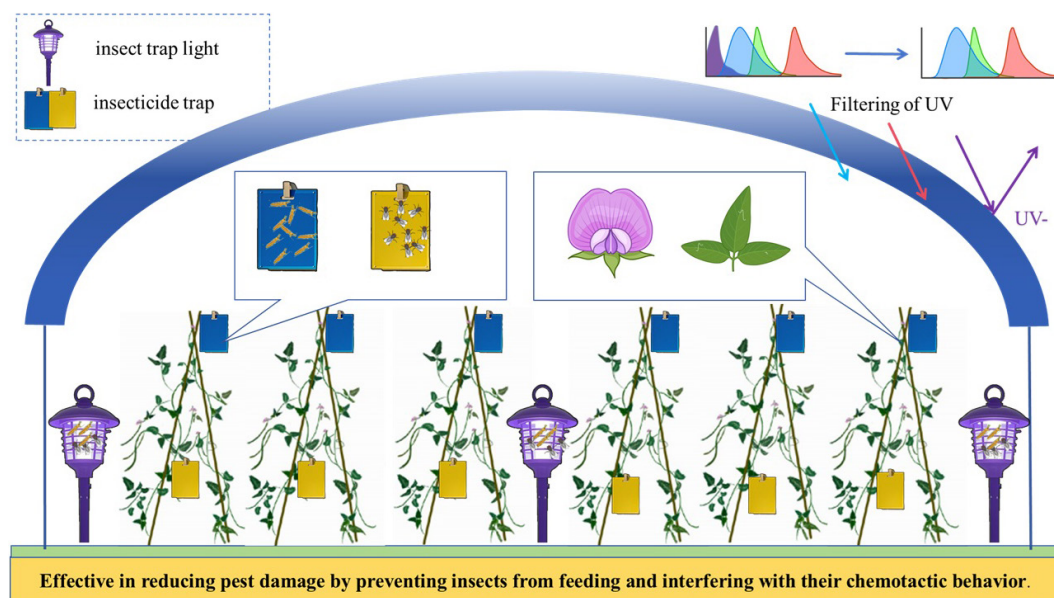 insect trap light
insecticide trap
Filtering of UV
UV-
Effective in reducing pest damage by preventing insects from feeding and interfering with their chemotactic behavior.